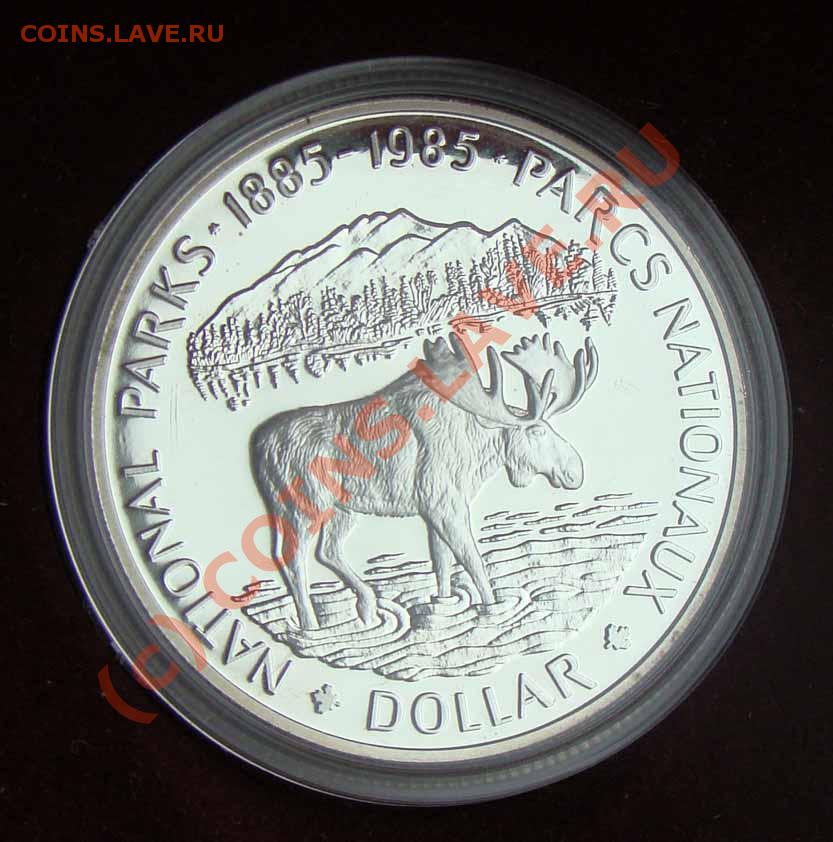 COINS.LAVE.RU
NATIONAL PARKS · 1885-1985 · PARCS NATIONAUX
DOLLAR
(c) COINS.LAVE.RU